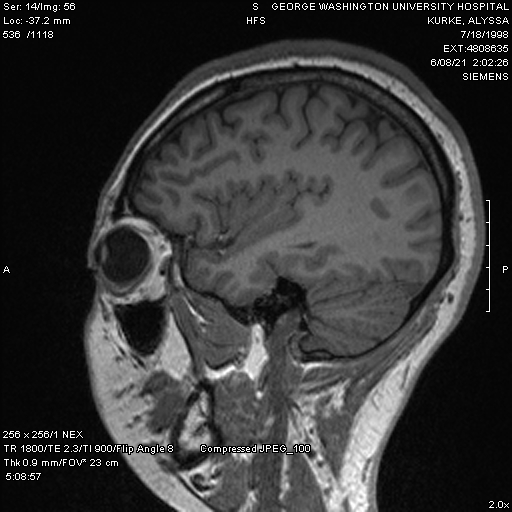 Ser: 14/Img: 56
Loc: -37.2 mm
536 /1118
S
HFS
GEORGE WASHINGTON UNIVERSITY HOSPITAL
KURKE, ALYSSA
7/18/1998
EXT:4808635
6/08/21 2:02:26
SIEMENS
A
P
256 x 256/1 NEX
TR 1800/TE 2.3/TI 900/Flip Angle 8
Compressed JPEG_100
Thk 0.9 mm/FOV* 23 cm
5:08:57
2.0x